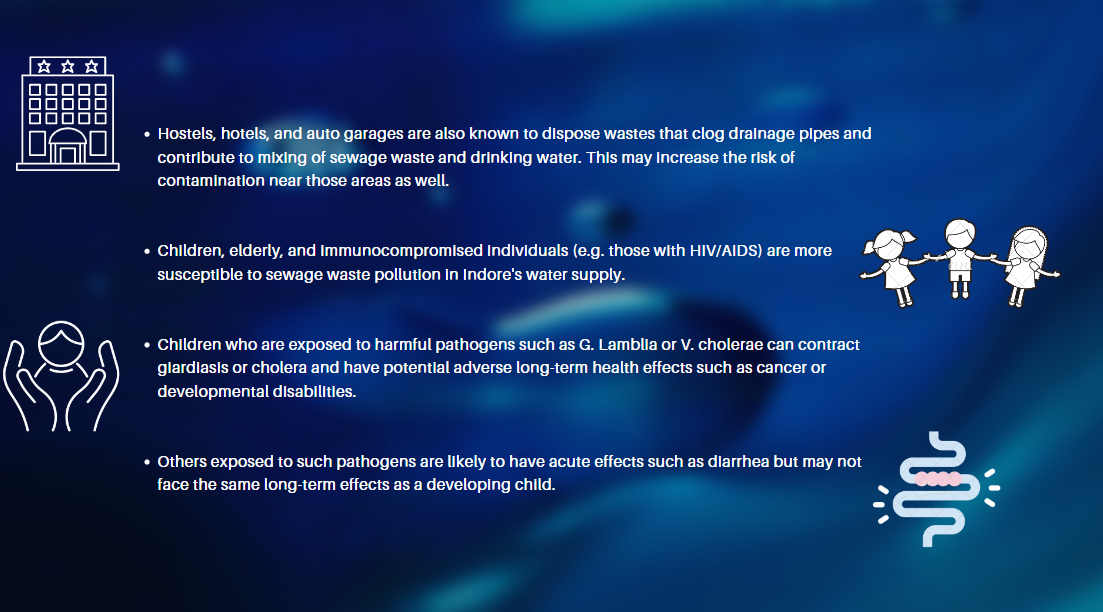 • Hostels, hotels, and auto garages are also known to dispose wastes that clog drainage pipes and
contribute to mixing of sewage waste and drinking water. This may increase the risk of
contamination near those areas as well.
• Children, elderly, and immunocompromised individuals (e.g. those with HIV/AIDS) are more
susceptible to sewage waste pollution in Indore's water supply.
• Children who are exposed to harmful pathogens such as G. Lamblia or V. cholerae can contract
giardiasis or cholera and have potential adverse long-term health effects such as cancer or
developmental disabilities.
• Others exposed to such pathogens are likely to have acute effects such as diarrhea but may not
face the same long-term effects as a developing child.